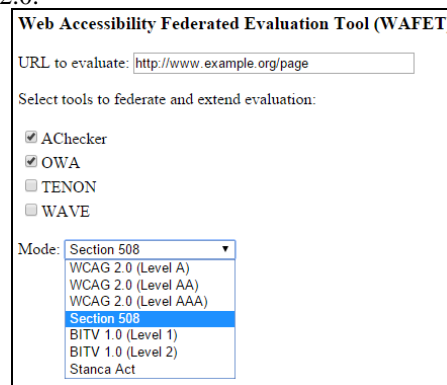 2.0.
Web Accessibility Federated Evaluation Tool (WAFET)
URL to evaluate: http://www.example.org/page
Select tools to federate and extend evaluation:
AChecker
OWA
TENON
WAVE
Mode: Section 508
WCAG 2.0 (Level A)
WCAG 2.0 (Level AA)
WCAG 2.0 (Level AAA)
Section 508
BITV 1.0 (Level 1)
BITV 1.0 (Level 2)
Stanca Act